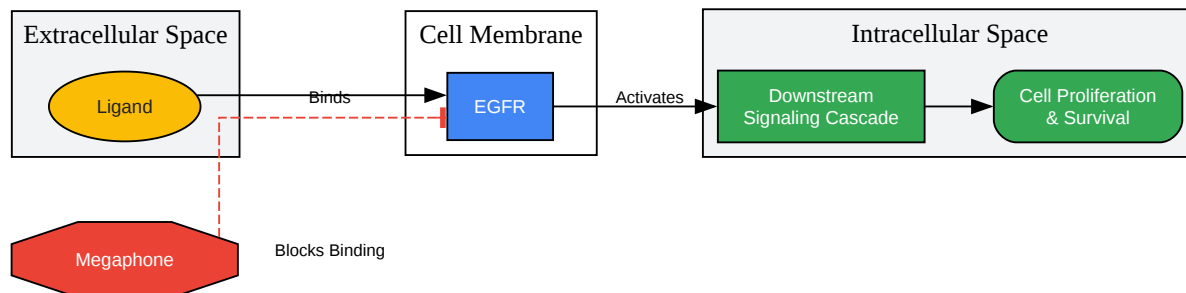 Extracellular Space
Cell Membrane
Intracellular Space
Ligand
Binds
EGFR
Activates
Downstream
Signaling Cascade
Cell Proliferation
& Survival
Megaphone
Blocks Binding